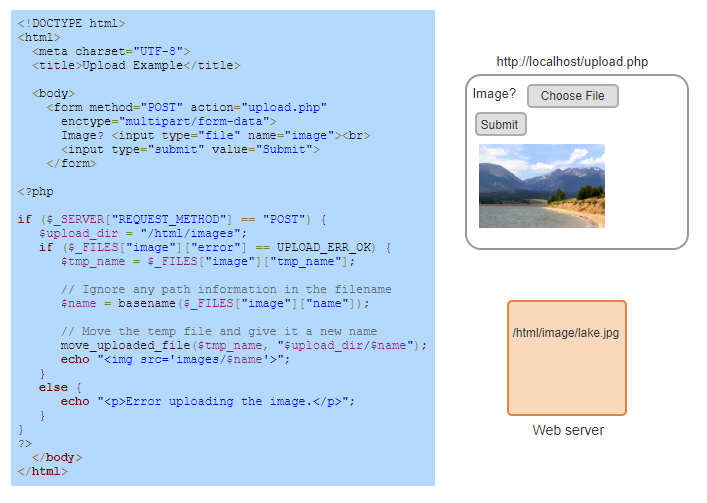 <!DOCTYPE html>
<html>
  <meta charset="UTF-8">
  <title>Upload Example</title>

  <body>
    <form method="POST" action="upload.php"
      enctype="multipart/form-data">
      Image? <input type="file" name="image"><br>
      <input type="submit" value="Submit">
    </form>

<?php

if ($_SERVER["REQUEST_METHOD"] == "POST") {
   $upload_dir = "/html/images";
   if ($_FILES["image"]["error"] == UPLOAD_ERR_OK) {
      $tmp_name = $_FILES["image"]["tmp_name"];

      // Ignore any path information in the filename
      $name = basename($_FILES["image"]["name"]);

      // Move the temp file and give it a new name
      move_uploaded_file($tmp_name, "$upload_dir/$name");
      echo "<img src='images/$name'>";
   }
   else {
      echo "<p>Error uploading the image.</p>";
   }
}
?>
  </body>
</html>
http://localhost/upload.php
Image? Choose File
Submit
/html/image/lake.jpg
Web server